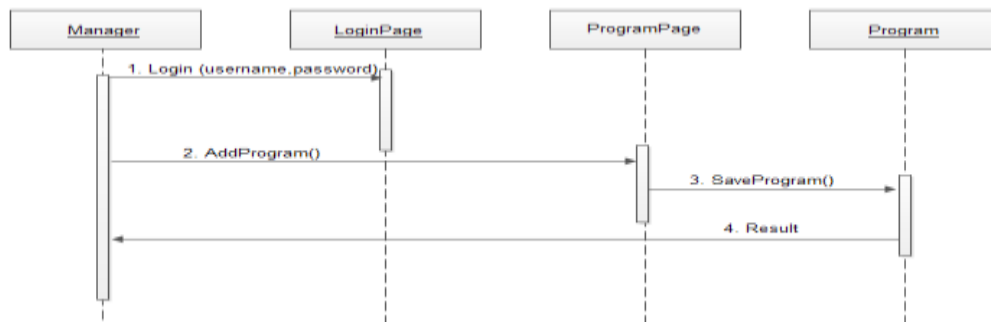 Manager
LoginPage
ProgramPage
Program
1. Login (username,password)
2. AddProgram()
3. SaveProgram()
4. Result